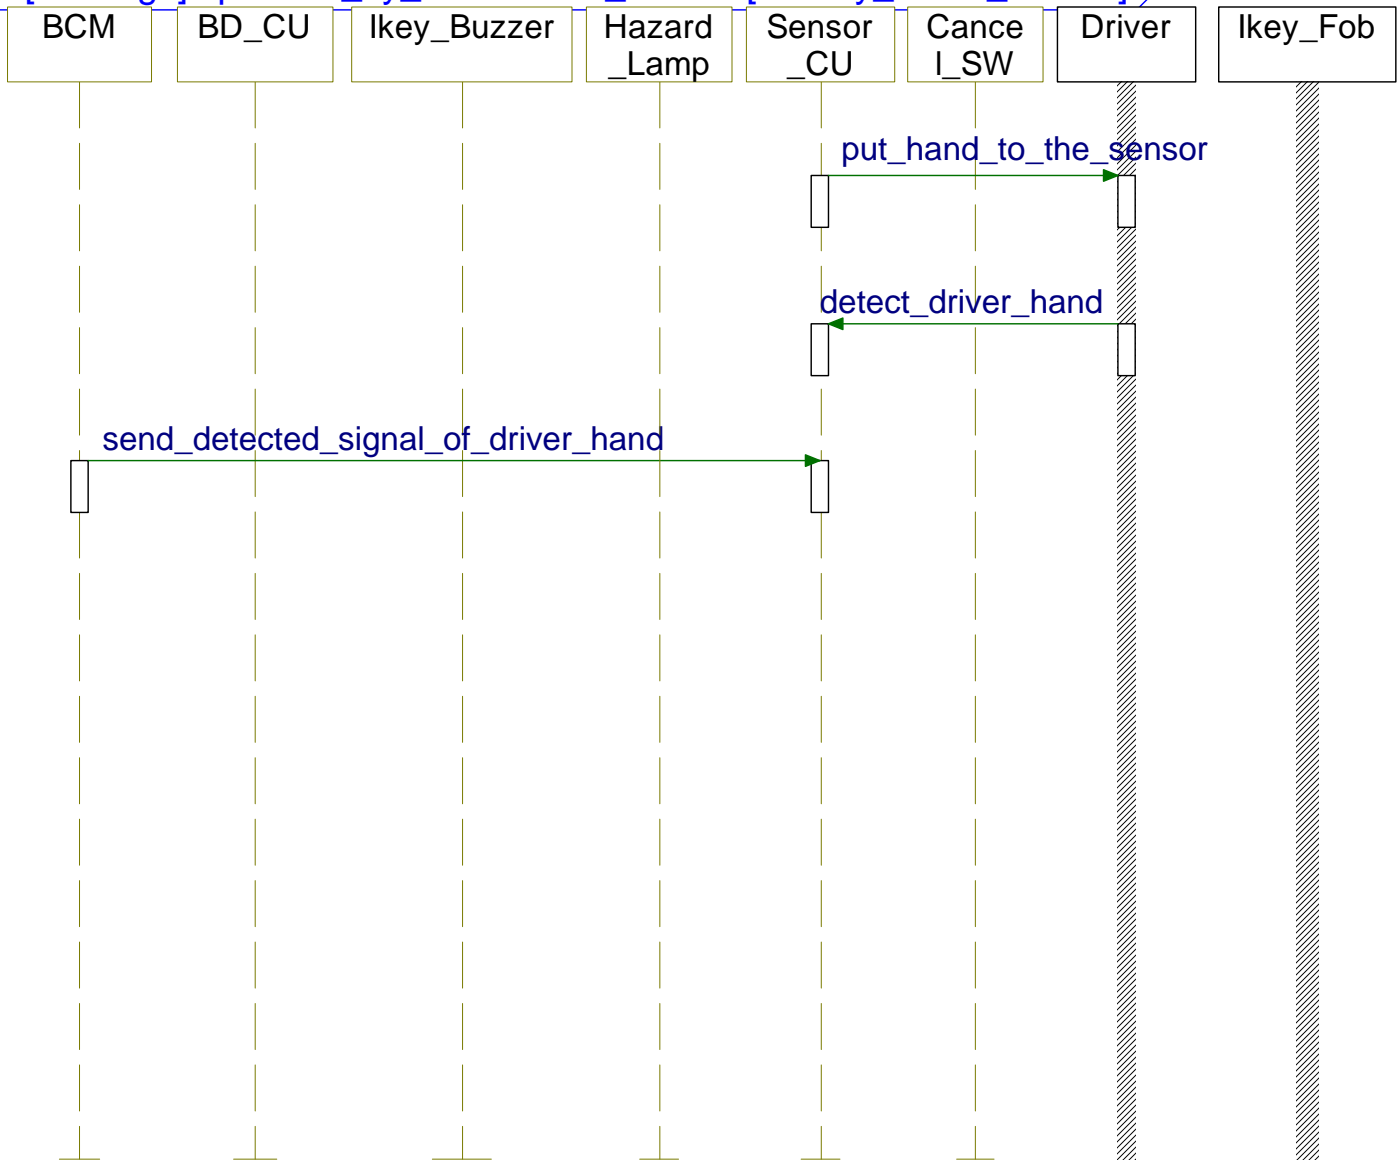 BCM
BD_CU
Ikey_Buzzer
Hazard
_Lamp
Sensor
_CU
Cance
l_SW
Driver
Ikey_Fob
put_hand_to_the_sensor
detect_driver_hand
send_detected_signal_of_driver_hand